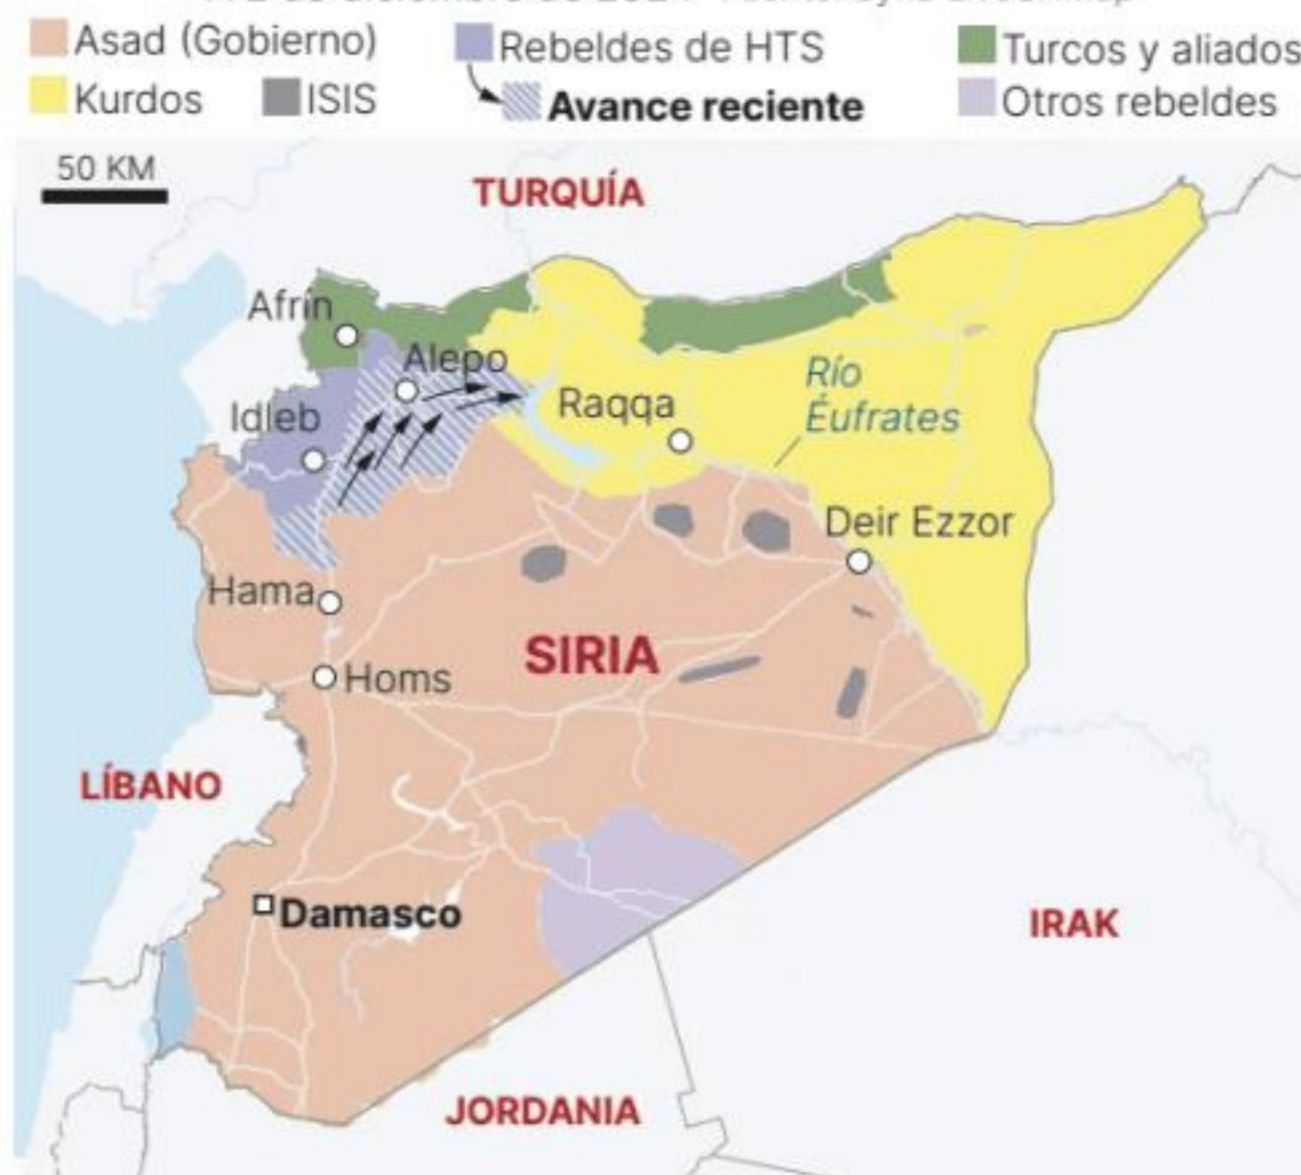 Asad (Gobierno)
Rebeldes de HTS
Turcos y aliados
Kurdos
ISIS
Avance reciente
Otros rebeldes
50 KM
TURQUÍA
Afrín
Alepo
Idleb
Raqqa
Río
Éufrates
Deir Ezzor
Hama
SIRIA
Homs
LÍBANO
Damasco
IRAK
JORDANIA